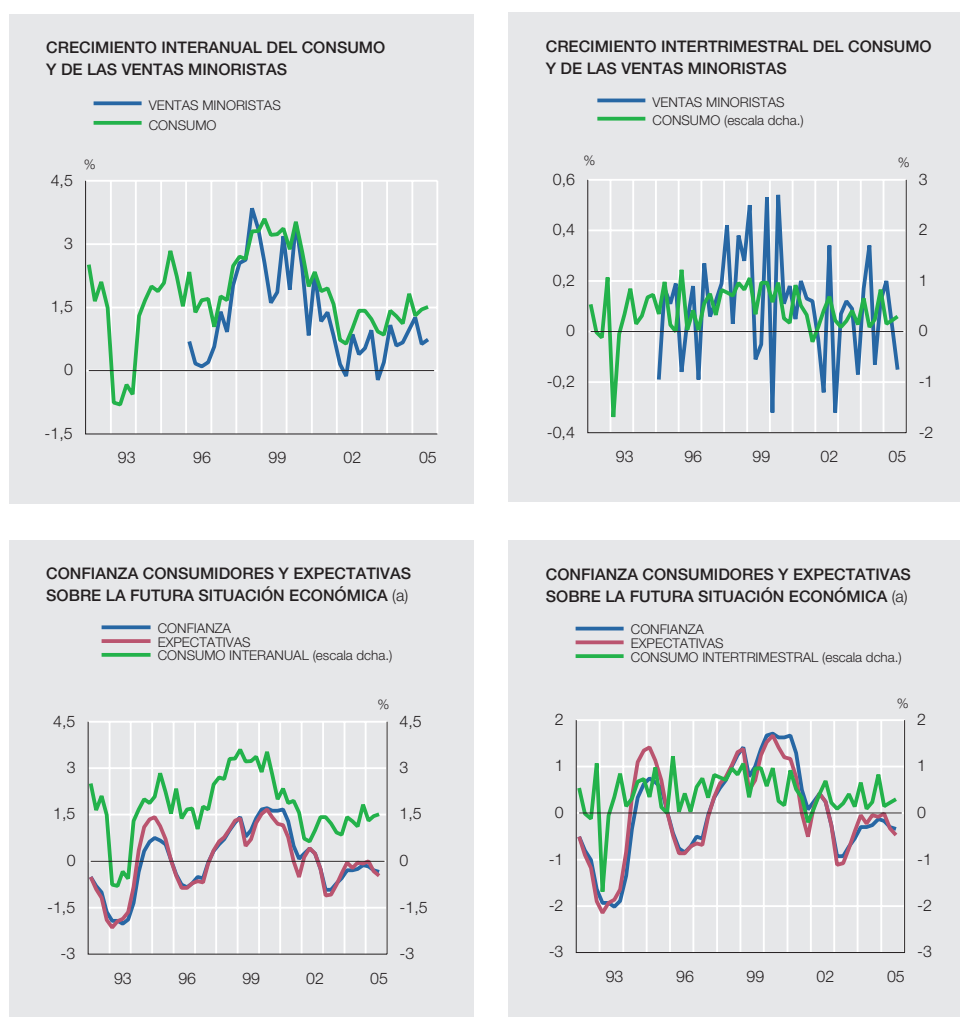 CRECIMIENTO INTERANUAL DEL CONSUMO
Y DE LAS VENTAS MINORISTAS
VENTAS MINORISTAS
CONSUMO
%
4,5
3
1,5
0
-1,5
93 96 99 02 05
CRECIMIENTO INTERTRIMESTRAL DEL CONSUMO
Y DE LAS VENTAS MINORISTAS
VENTAS MINORISTAS
CONSUMO (escala dcha.)
% %
0,6 3
0,4 2
0,2 1
0 0
-0,2 -1
-0,4 -2
93 96 99 02 05
CONFIANZA CONSUMIDORES Y EXPECTATIVAS
SOBRE LA FUTURA SITUACIÓN ECONÓMICA (a)
CONFIANZA
EXPECTATIVAS
CONSUMO INTERANUAL (escala dcha.)
%
4,5 4,5
3 3
1,5 1,5
0 0
-1,5 -1,5
-3 -3
93 96 99 02 05
CONFIANZA CONSUMIDORES Y EXPECTATIVAS
SOBRE LA FUTURA SITUACIÓN ECONÓMICA (a)
CONFIANZA
EXPECTATIVAS
CONSUMO INTERTRIMESTRAL (escala dcha.)
%
2 2
1 1
0 0
-1 -1
-2 -2
-3 -3
93 96 99 02 05